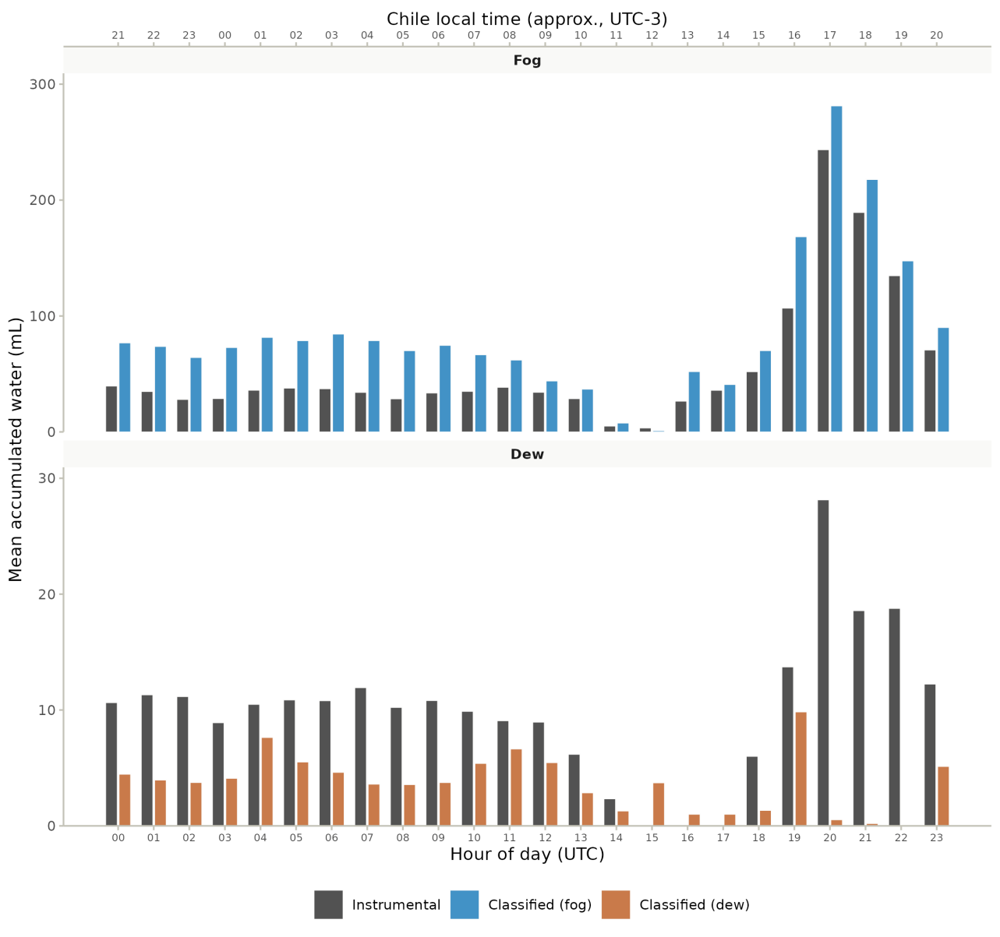 Chile local time (approx., UTC-3)
21 22 23 00 01 02 03 04 05 06 07 08 09 10 11 12 13 14 15 16 17 18 19 20
Fog
300
200
100
0
Mean accumulated water (mL)
Dew
30
20
10
0
00 01 02 03 04 05 06 07 08 09 10 11 12 13 14 15 16 17 18 19 20 21 22 23
Hour of day (UTC)
Instrumental Classified (fog) Classified (dew)